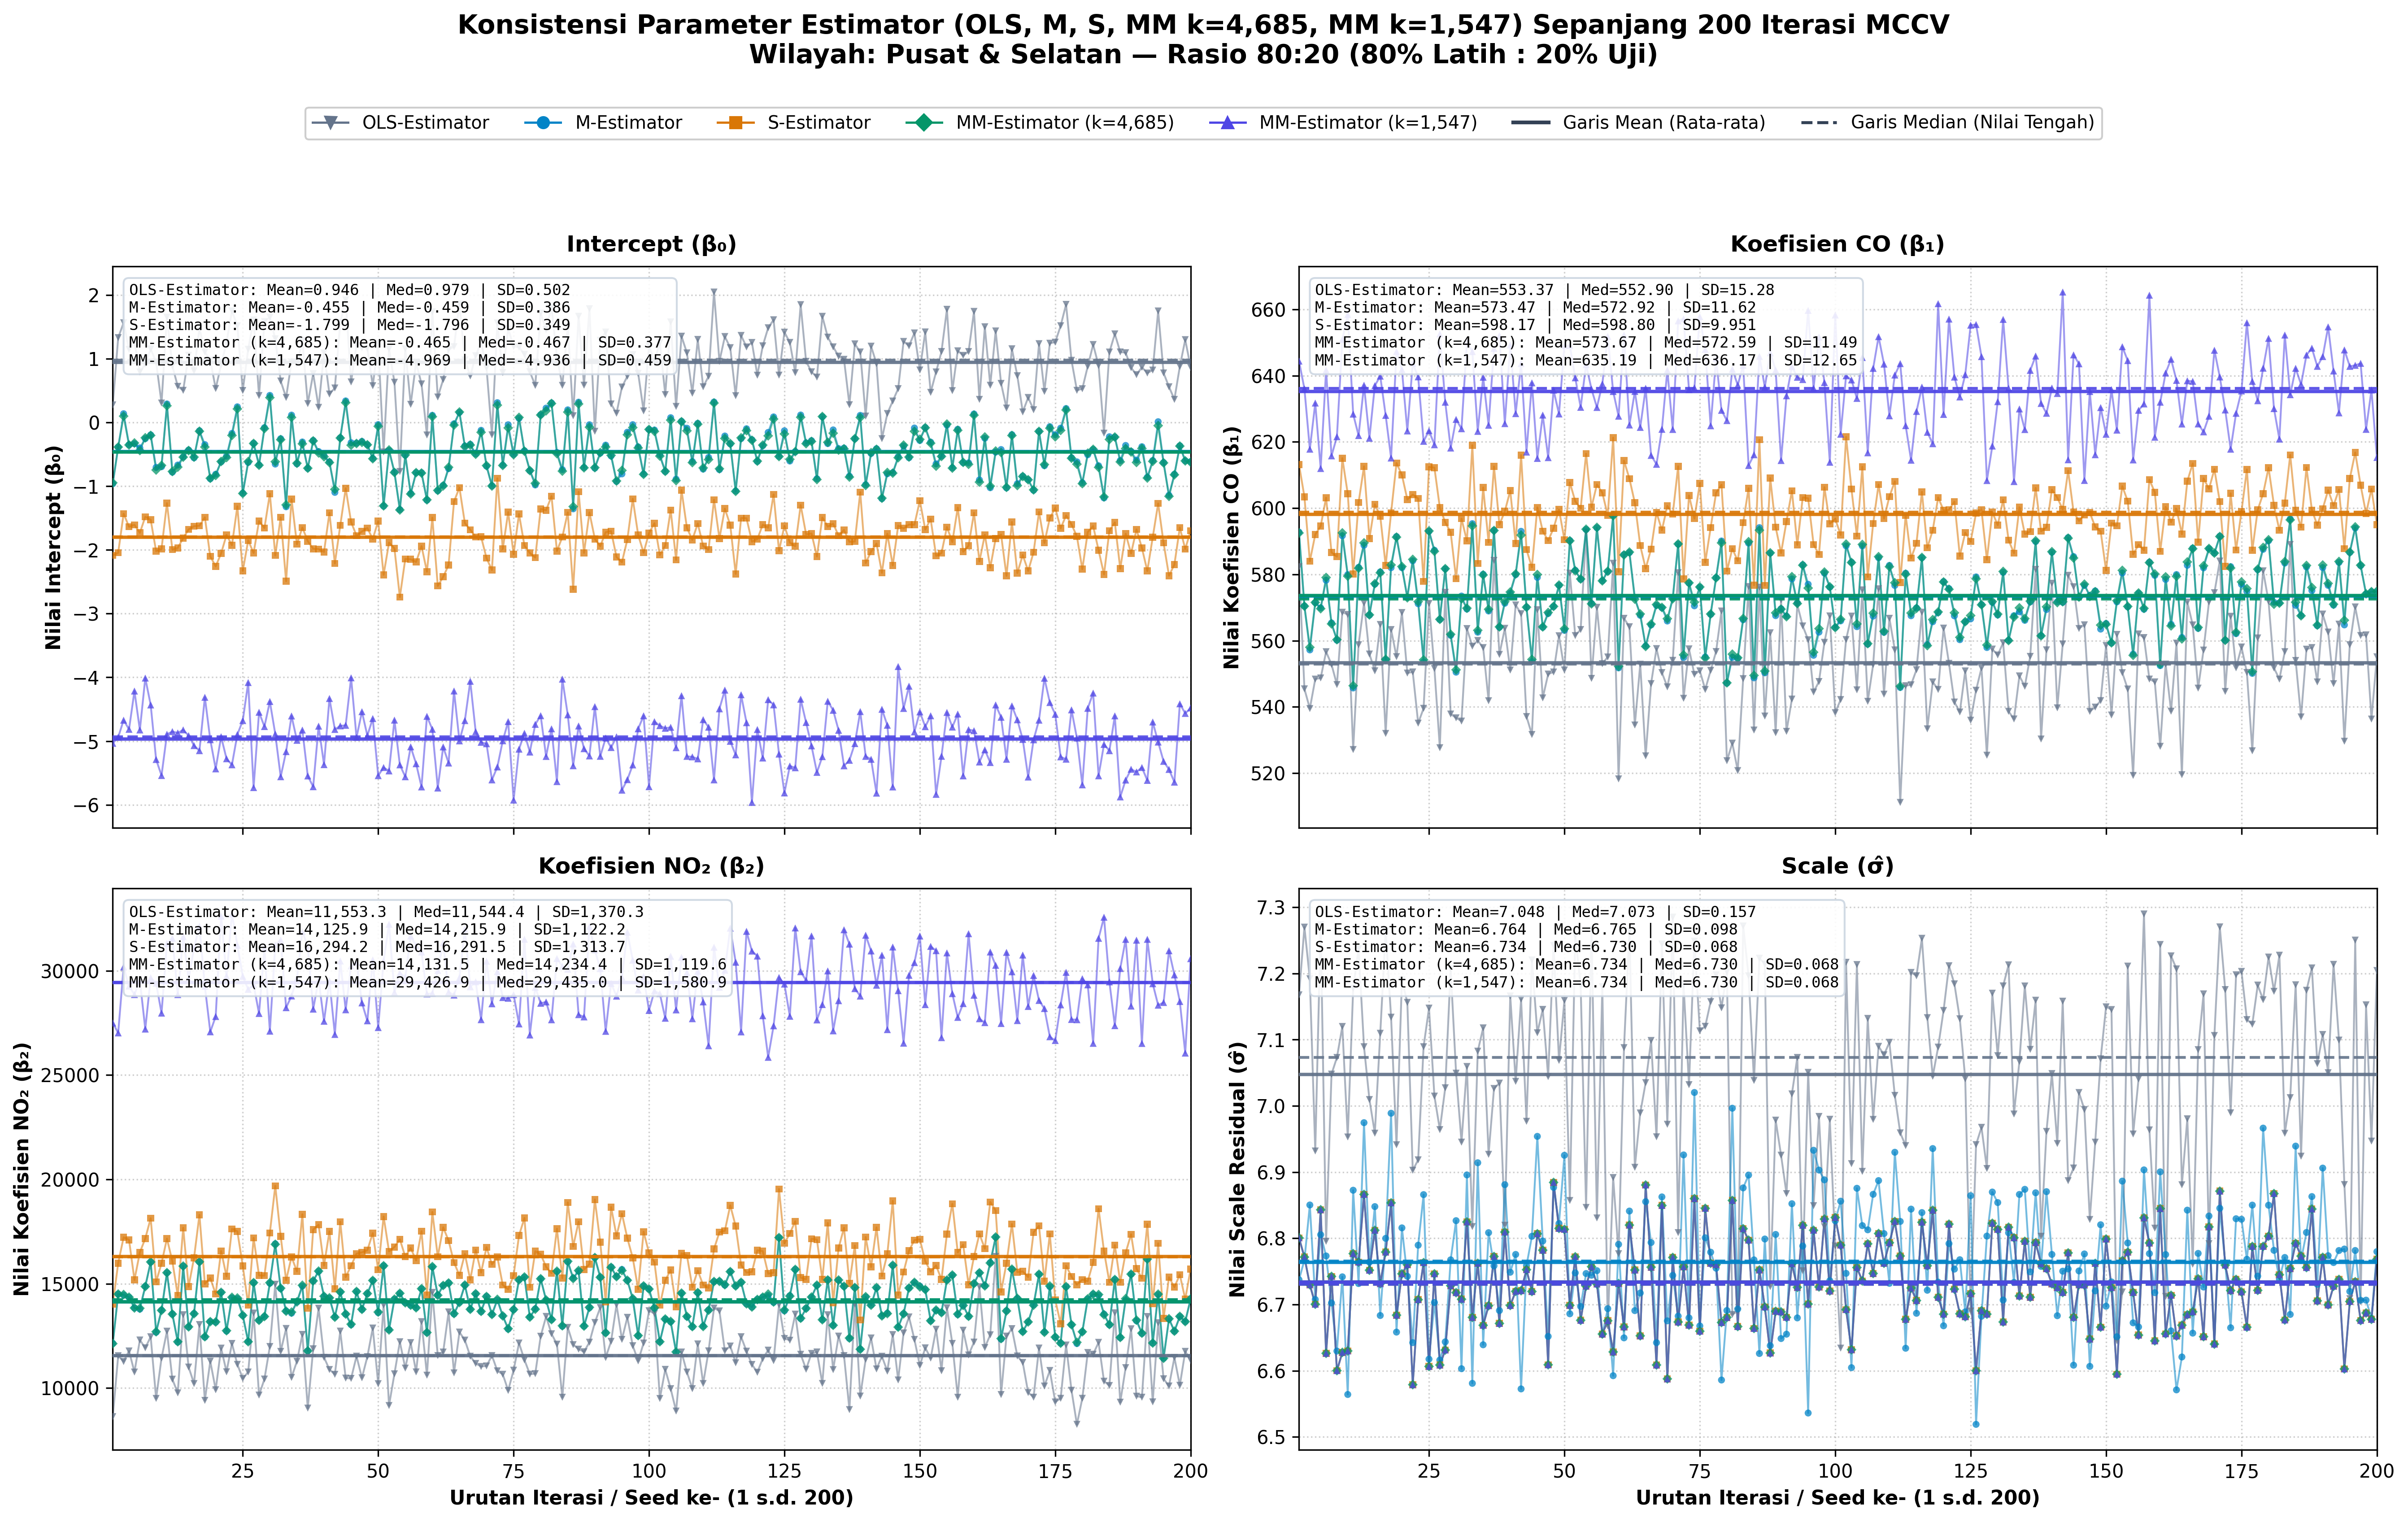 Konsistensi Parameter Estimator (OLS, M, S, MM k=4,685, MM k=1,547) Sepanjang 200 Iterasi MCCV
Wilayah: Pusat & Selatan — Rasio 80:20 (80% Latih : 20% Uji)
OLS-Estimator
M-Estimator
S-Estimator
MM-Estimator (k=4,685)
MM-Estimator (k=1,547)
Garis Mean (Rata-rata)
Garis Median (Nilai Tengah)
Intercept (β₀)
OLS-Estimator: Mean=0.946 | Med=0.979 | SD=0.502
M-Estimator: Mean=-0.455 | Med=-0.459 | SD=0.386
S-Estimator: Mean=-1.799 | Med=-1.796 | SD=0.349
MM-Estimator (k=4,685): Mean=-0.465 | Med=-0.467 | SD=0.377
MM-Estimator (k=1,547): Mean=-4.969 | Med=-4.936 | SD=0.459
Nilai Intercept (β₀)
2
1
0
−1
−2
−3
−4
−5
−6
Koefisien CO (β₁)
OLS-Estimator: Mean=553.37 | Med=552.90 | SD=15.28
M-Estimator: Mean=573.47 | Med=572.92 | SD=11.62
S-Estimator: Mean=598.17 | Med=598.80 | SD=9.951
MM-Estimator (k=4,685): Mean=573.67 | Med=572.59 | SD=11.49
MM-Estimator (k=1,547): Mean=635.19 | Med=636.17 | SD=12.65
Nilai Koefisien CO (β₁)
660
640
620
600
580
560
540
520
Koefisien NO₂ (β₂)
OLS-Estimator: Mean=11,553.3 | Med=11,544.4 | SD=1,370.3
M-Estimator: Mean=14,125.9 | Med=14,215.9 | SD=1,122.2
S-Estimator: Mean=16,294.2 | Med=16,291.5 | SD=1,313.7
MM-Estimator (k=4,685): Mean=14,131.5 | Med=14,234.4 | SD=1,119.6
MM-Estimator (k=1,547): Mean=29,426.9 | Med=29,435.0 | SD=1,580.9
Nilai Koefisien NO₂ (β₂)
30000
25000
20000
15000
10000
25 50 75 100 125 150 175 200
Urutan Iterasi / Seed ke- (1 s.d. 200)
Scale (σ̂)
OLS-Estimator: Mean=7.048 | Med=7.073 | SD=0.157
M-Estimator: Mean=6.764 | Med=6.765 | SD=0.098
S-Estimator: Mean=6.734 | Med=6.730 | SD=0.068
MM-Estimator (k=4,685): Mean=6.734 | Med=6.730 | SD=0.068
MM-Estimator (k=1,547): Mean=6.734 | Med=6.730 | SD=0.068
Nilai Scale Residual (σ̂)
7.3
7.2
7.1
7.0
6.9
6.8
6.7
6.6
6.5
25 50 75 100 125 150 175 200
Urutan Iterasi / Seed ke- (1 s.d. 200)